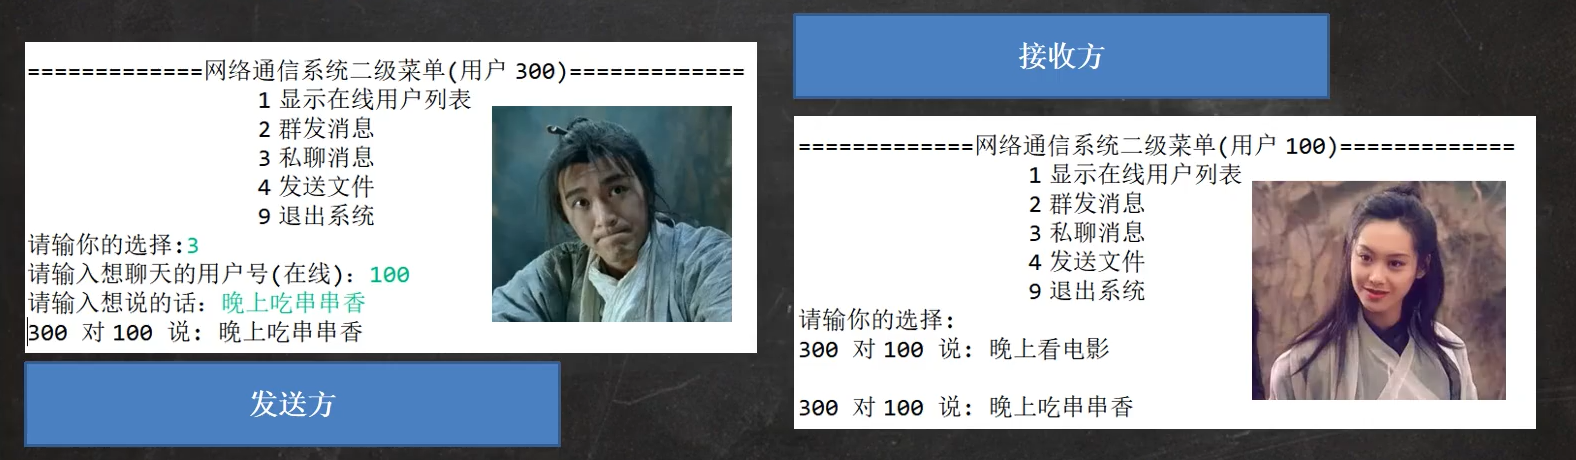 =============网络通信系统二级菜单(用户 300)=============
1 显示在线用户列表
2 群发消息
3 私聊消息
4 发送文件
9 退出系统
请输你的选择:3
请输入想聊天的用户号(在线): 100
请输入想说的话: 晚上吃串串香
300 对 100 说: 晚上吃串串香
发送方
接收方
=============网络通信系统二级菜单(用户 100)=============
1 显示在线用户列表
2 群发消息
3 私聊消息
4 发送文件
9 退出系统
请输你的选择:
300 对 100 说: 晚上看电影
300 对 100 说: 晚上吃串串香